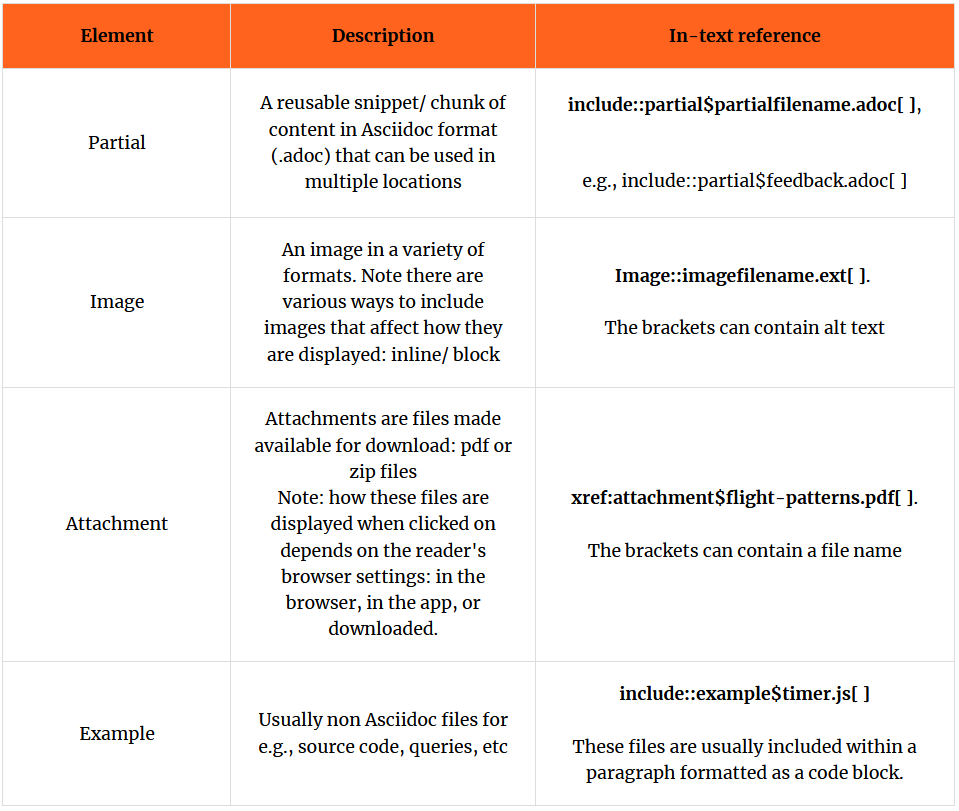 Element
Description
In-text reference
Partial
A reusable snippet/ chunk of
content in Asciidoc format
(.adoc) that can be used in
multiple locations
include::partial$partialfilename.adoc[ ],
e.g., include::partial$feedback.adoc[ ]
Image
An image in a variety of
formats. Note there are
various ways to include
images that affect how they
are displayed: inline/ block
Image::imagefilename.ext[ ].
The brackets can contain alt text
Attachment
Attachments are files made
available for download: pdf or
zip files
Note: how these files are
displayed when clicked on
depends on the reader's
browser settings: in the
browser, in the app, or
downloaded.
xref:attachment$flight-patterns.pdf[ ].
The brackets can contain a file name
Example
Usually non Asciidoc files for
e.g., source code, queries, etc
include::example$timer.js[ ]
These files are usually included within a
paragraph formatted as a code block.